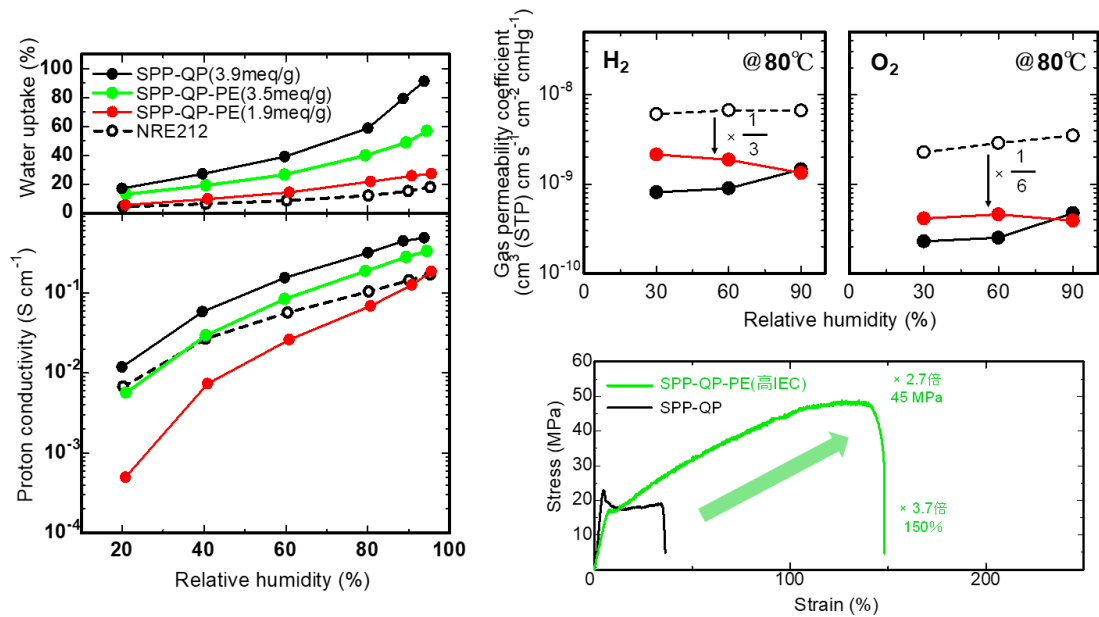 Water uptake (%)
100
80
60
40
20
0
SPP-QP(3.9meq/g)
SPP-QP-PE(3.5meq/g)
SPP-QP-PE(1.9meq/g)
NRE212
Proton conductivity (S cm⁻¹)
10⁻¹
10⁻²
10⁻³
10⁻⁴
20 40 60 80 100
Relative humidity (%)
Gas permeability coefficient
(cm³ (STP) cm s⁻¹ cm⁻² cmHg⁻¹)
10⁻⁸
10⁻⁹
10⁻¹⁰
H₂ @80℃
× 1/3
0 30 60 90
O₂ @80℃
× 1/6
0 30 60 90
Relative humidity (%)
Stress (MPa)
60
50
40
30
20
10
SPP-QP-PE(高IEC)
SPP-QP
× 2.7倍
45 MPa
× 3.7倍
150%
0 100 200
Strain (%)